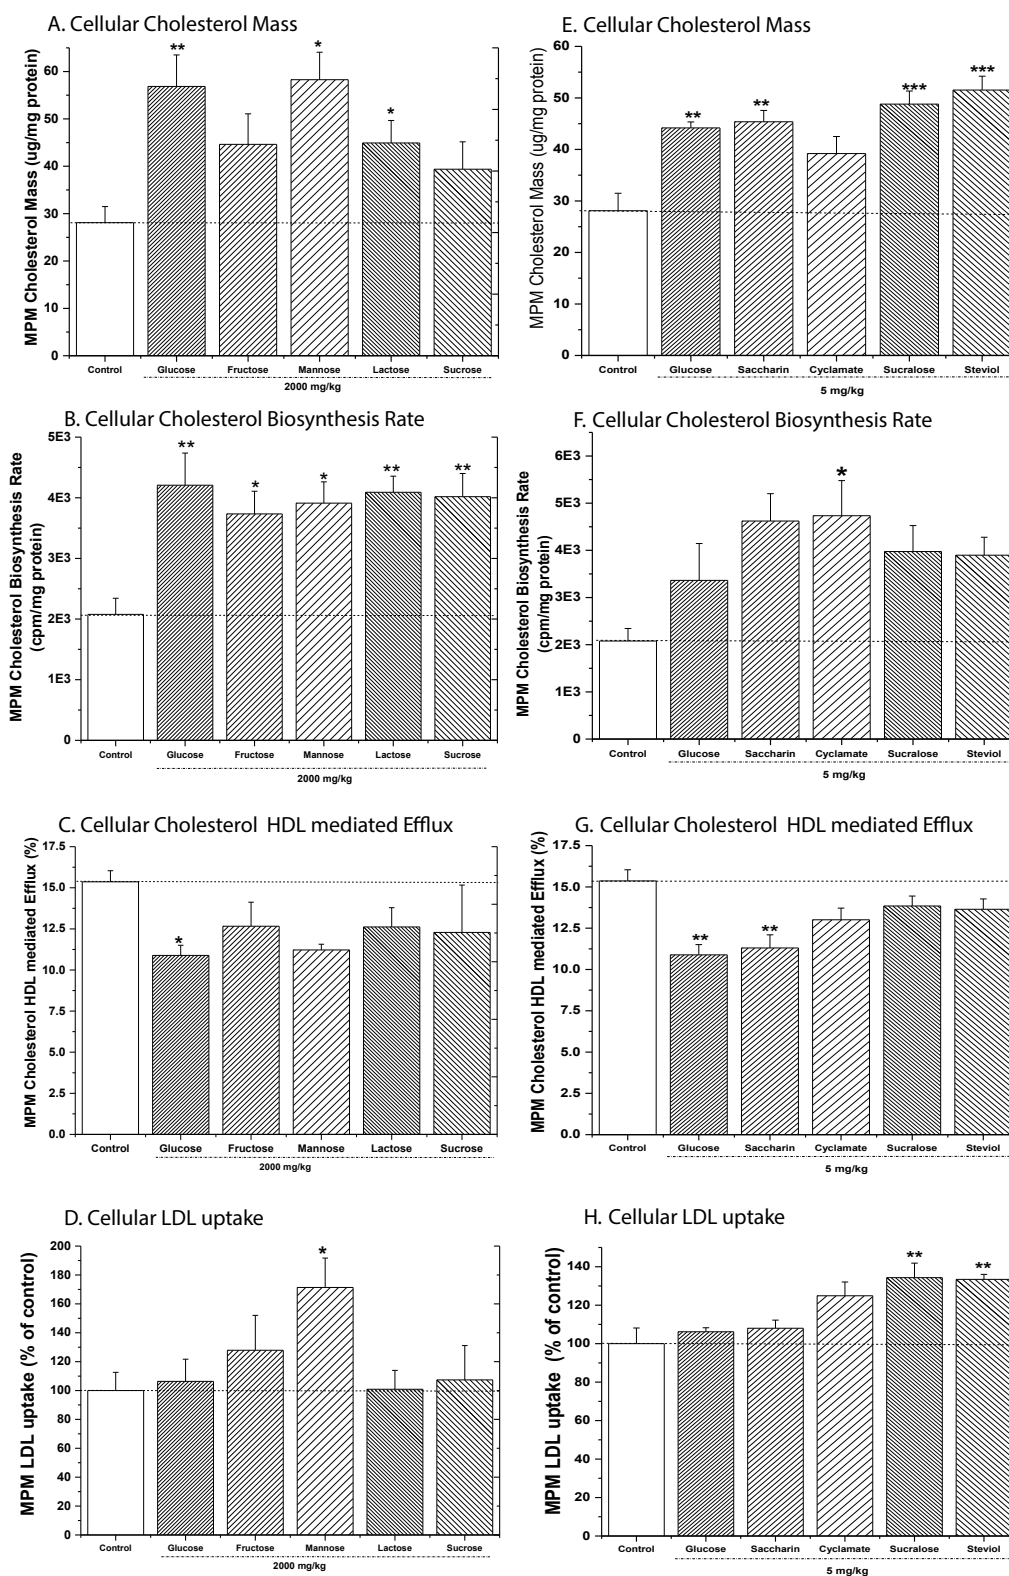 A. Cellular Cholesterol Mass
MPM Cholesterol Mass (ug/mg protein)
60
50
40
30
20
10
0
**
*
*
Control
Glucose
Fructose
Mannose
Lactose
Sucrose
2000 mg/kg
E. Cellular Cholesterol Mass
MPM Cholesterol Mass (ug/mg protein)
60
50
40
30
20
10
0
**
**
***
***
Control
Glucose
Saccharin
Cyclamate
Sucralose
Steviol
5 mg/kg
B. Cellular Cholesterol Biosynthesis Rate
MPM Cholesterol Biosynthesis Rate
(cpm/mg protein)
5E3
4E3
3E3
2E3
1E3
0
**
*
*
**
**
Control
Glucose
Fructose
Mannose
Lactose
Sucrose
2000 mg/kg
F. Cellular Cholesterol Biosynthesis Rate
MPM Cholesterol Biosynthesis Rate
(cpm/mg protein)
6E3
5E3
4E3
3E3
2E3
1E3
0
*
Control
Glucose
Saccharin
Cyclamate
Sucralose
Steviol
5 mg/kg
C. Cellular Cholesterol HDL mediated Efflux
MPM Cholesterol HDL mediated Efflux (%)
17.5
15.0
12.5
10.0
7.5
5.0
2.5
0.0
*
Control
Glucose
Fructose
Mannose
Lactose
Sucrose
2000 mg/kg
G. Cellular Cholesterol HDL mediated Efflux
MPM Cholesterol HDL mediated Efflux (%)
17.5
15.0
12.5
10.0
7.5
5.0
2.5
0.0
**
**
Control
Glucose
Saccharin
Cyclamate
Sucralose
Steviol
5 mg/kg
D. Cellular LDL uptake
MPM LDL uptake (% of control)
200
180
160
140
120
100
80
60
40
20
0
*
Control
Glucose
Fructose
Mannose
Lactose
Sucrose
2000 mg/kg
H. Cellular LDL uptake
MPM LDL uptake (% of control)
140
120
100
80
60
40
20
0
**
**
Control
Glucose
Saccharin
Cyclamate
Sucralose
Steviol
5 mg/kg